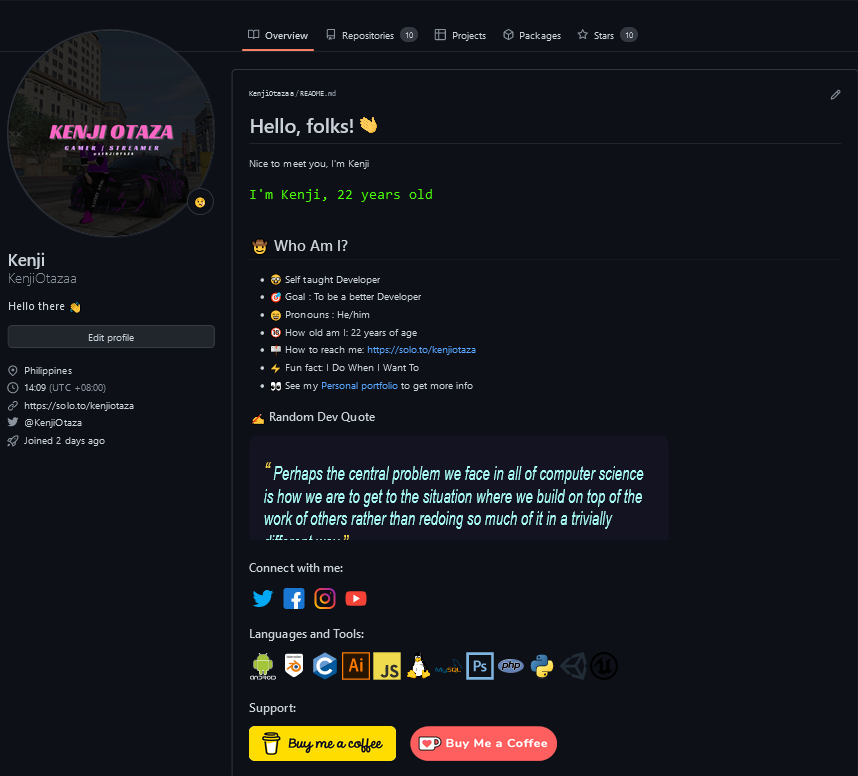 Overview Repositories 10 Projects Packages Stars 10
KENJI OTAZA
GAMER | STREAMER
Kenji
KenjiOtazaa
Hello there
Edit profile
Philippines
14:09 (UTC +08:00)
https://solo.to/kenjiotaza
@KenjiOtaza
Joined 2 days ago
KenjiOtazaa/README.md
Hello, folks!
Nice to meet you, I'm Kenji
I'm Kenji, 22 years old
Who Am I?
Self taught Developer
Goal : To be a better Developer
Pronouns : He/him
How old am I: 22 years of age
How to reach me: https://solo.to/kenjiotaza
Fun fact: I Do When I Want To
See my Personal portfolio to get more info
Random Dev Quote
“ Perhaps the central problem we face in all of computer science
is how we are to get to the situation where we build on top of the
work of others rather than redoing so much of it in a trivially
different way ”
Connect with me:
Languages and Tools:
ANDROID C Ai JS MySQL Ps php
Support:
Buy me a coffee
Buy Me a Coffee